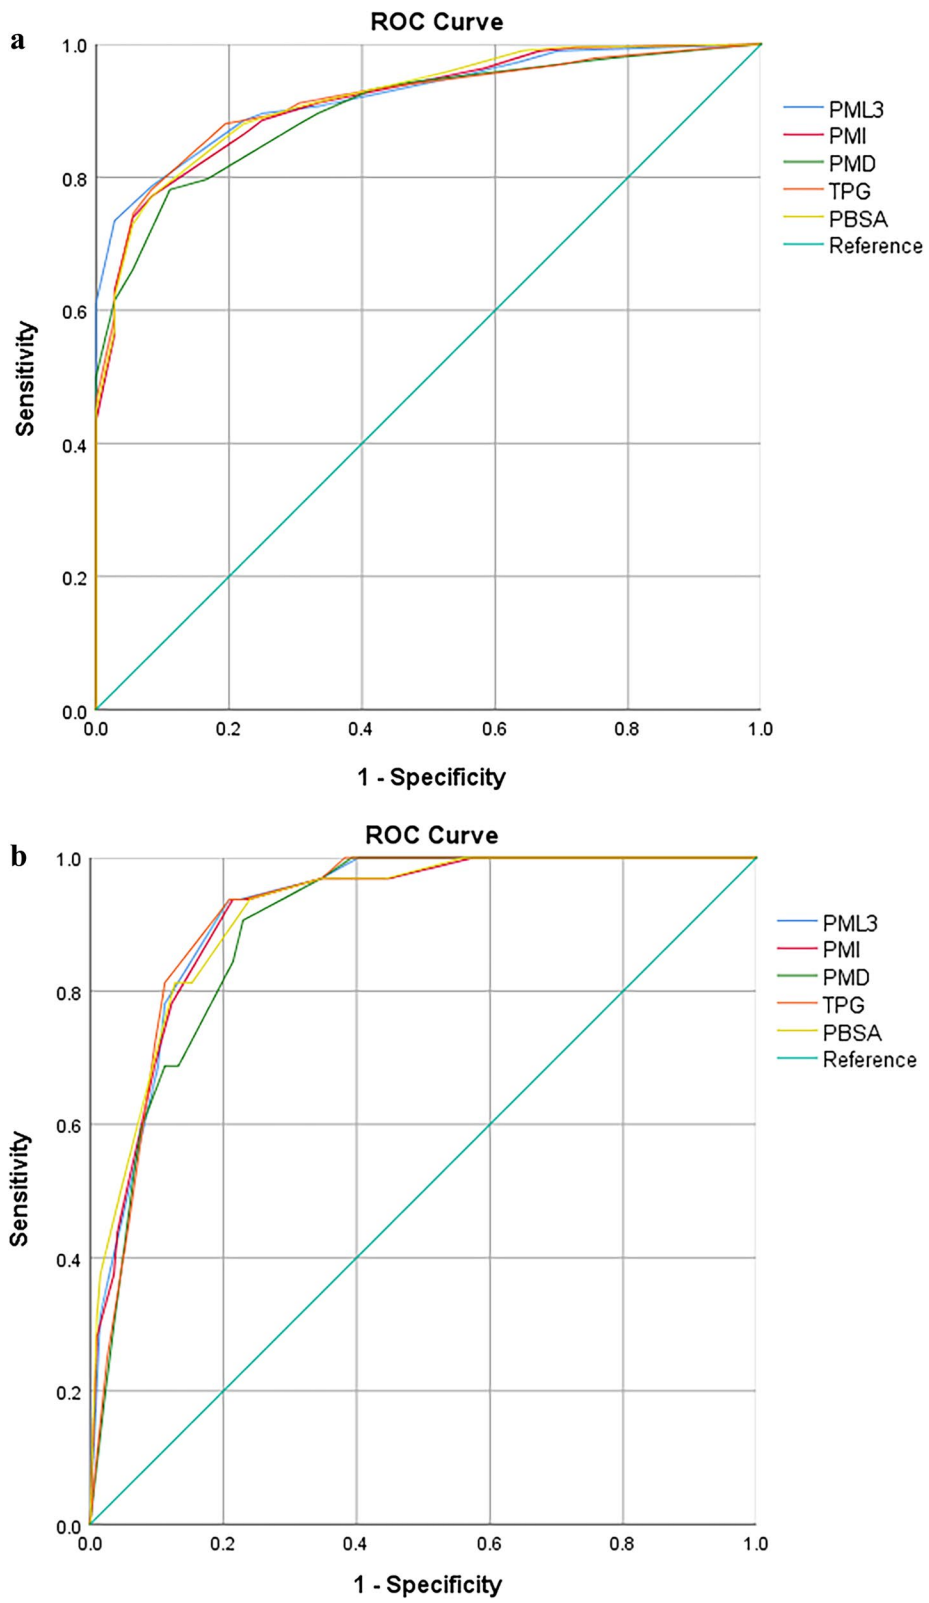 a
ROC Curve
1.0
0.8
0.6
0.4
0.2
0.0
Sensitivity
0.0 0.2 0.4 0.6 0.8 1.0
1 - Specificity
PML3
PMI
PMD
TPG
PBSA
Reference
b
ROC Curve
1.0
0.8
0.6
0.4
0.2
0.0
Sensitivity
0.0 0.2 0.4 0.6 0.8 1.0
1 - Specificity
PML3
PMI
PMD
TPG
PBSA
Reference